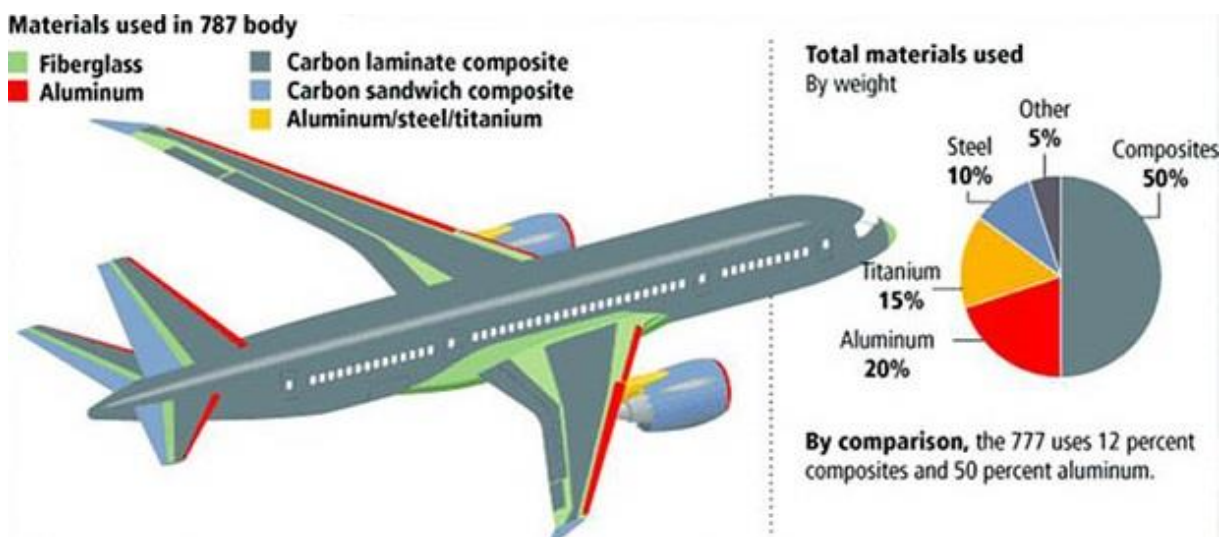 Materials used in 787 body
Fiberglass
Aluminum
Carbon laminate composite
Carbon sandwich composite
Aluminum/steel/titanium
Total materials used
By weight
Other
5%
Steel
10%
Composites
50%
Titanium
15%
Aluminum
20%
By comparison, the 777 uses 12 percent
composites and 50 percent aluminum.